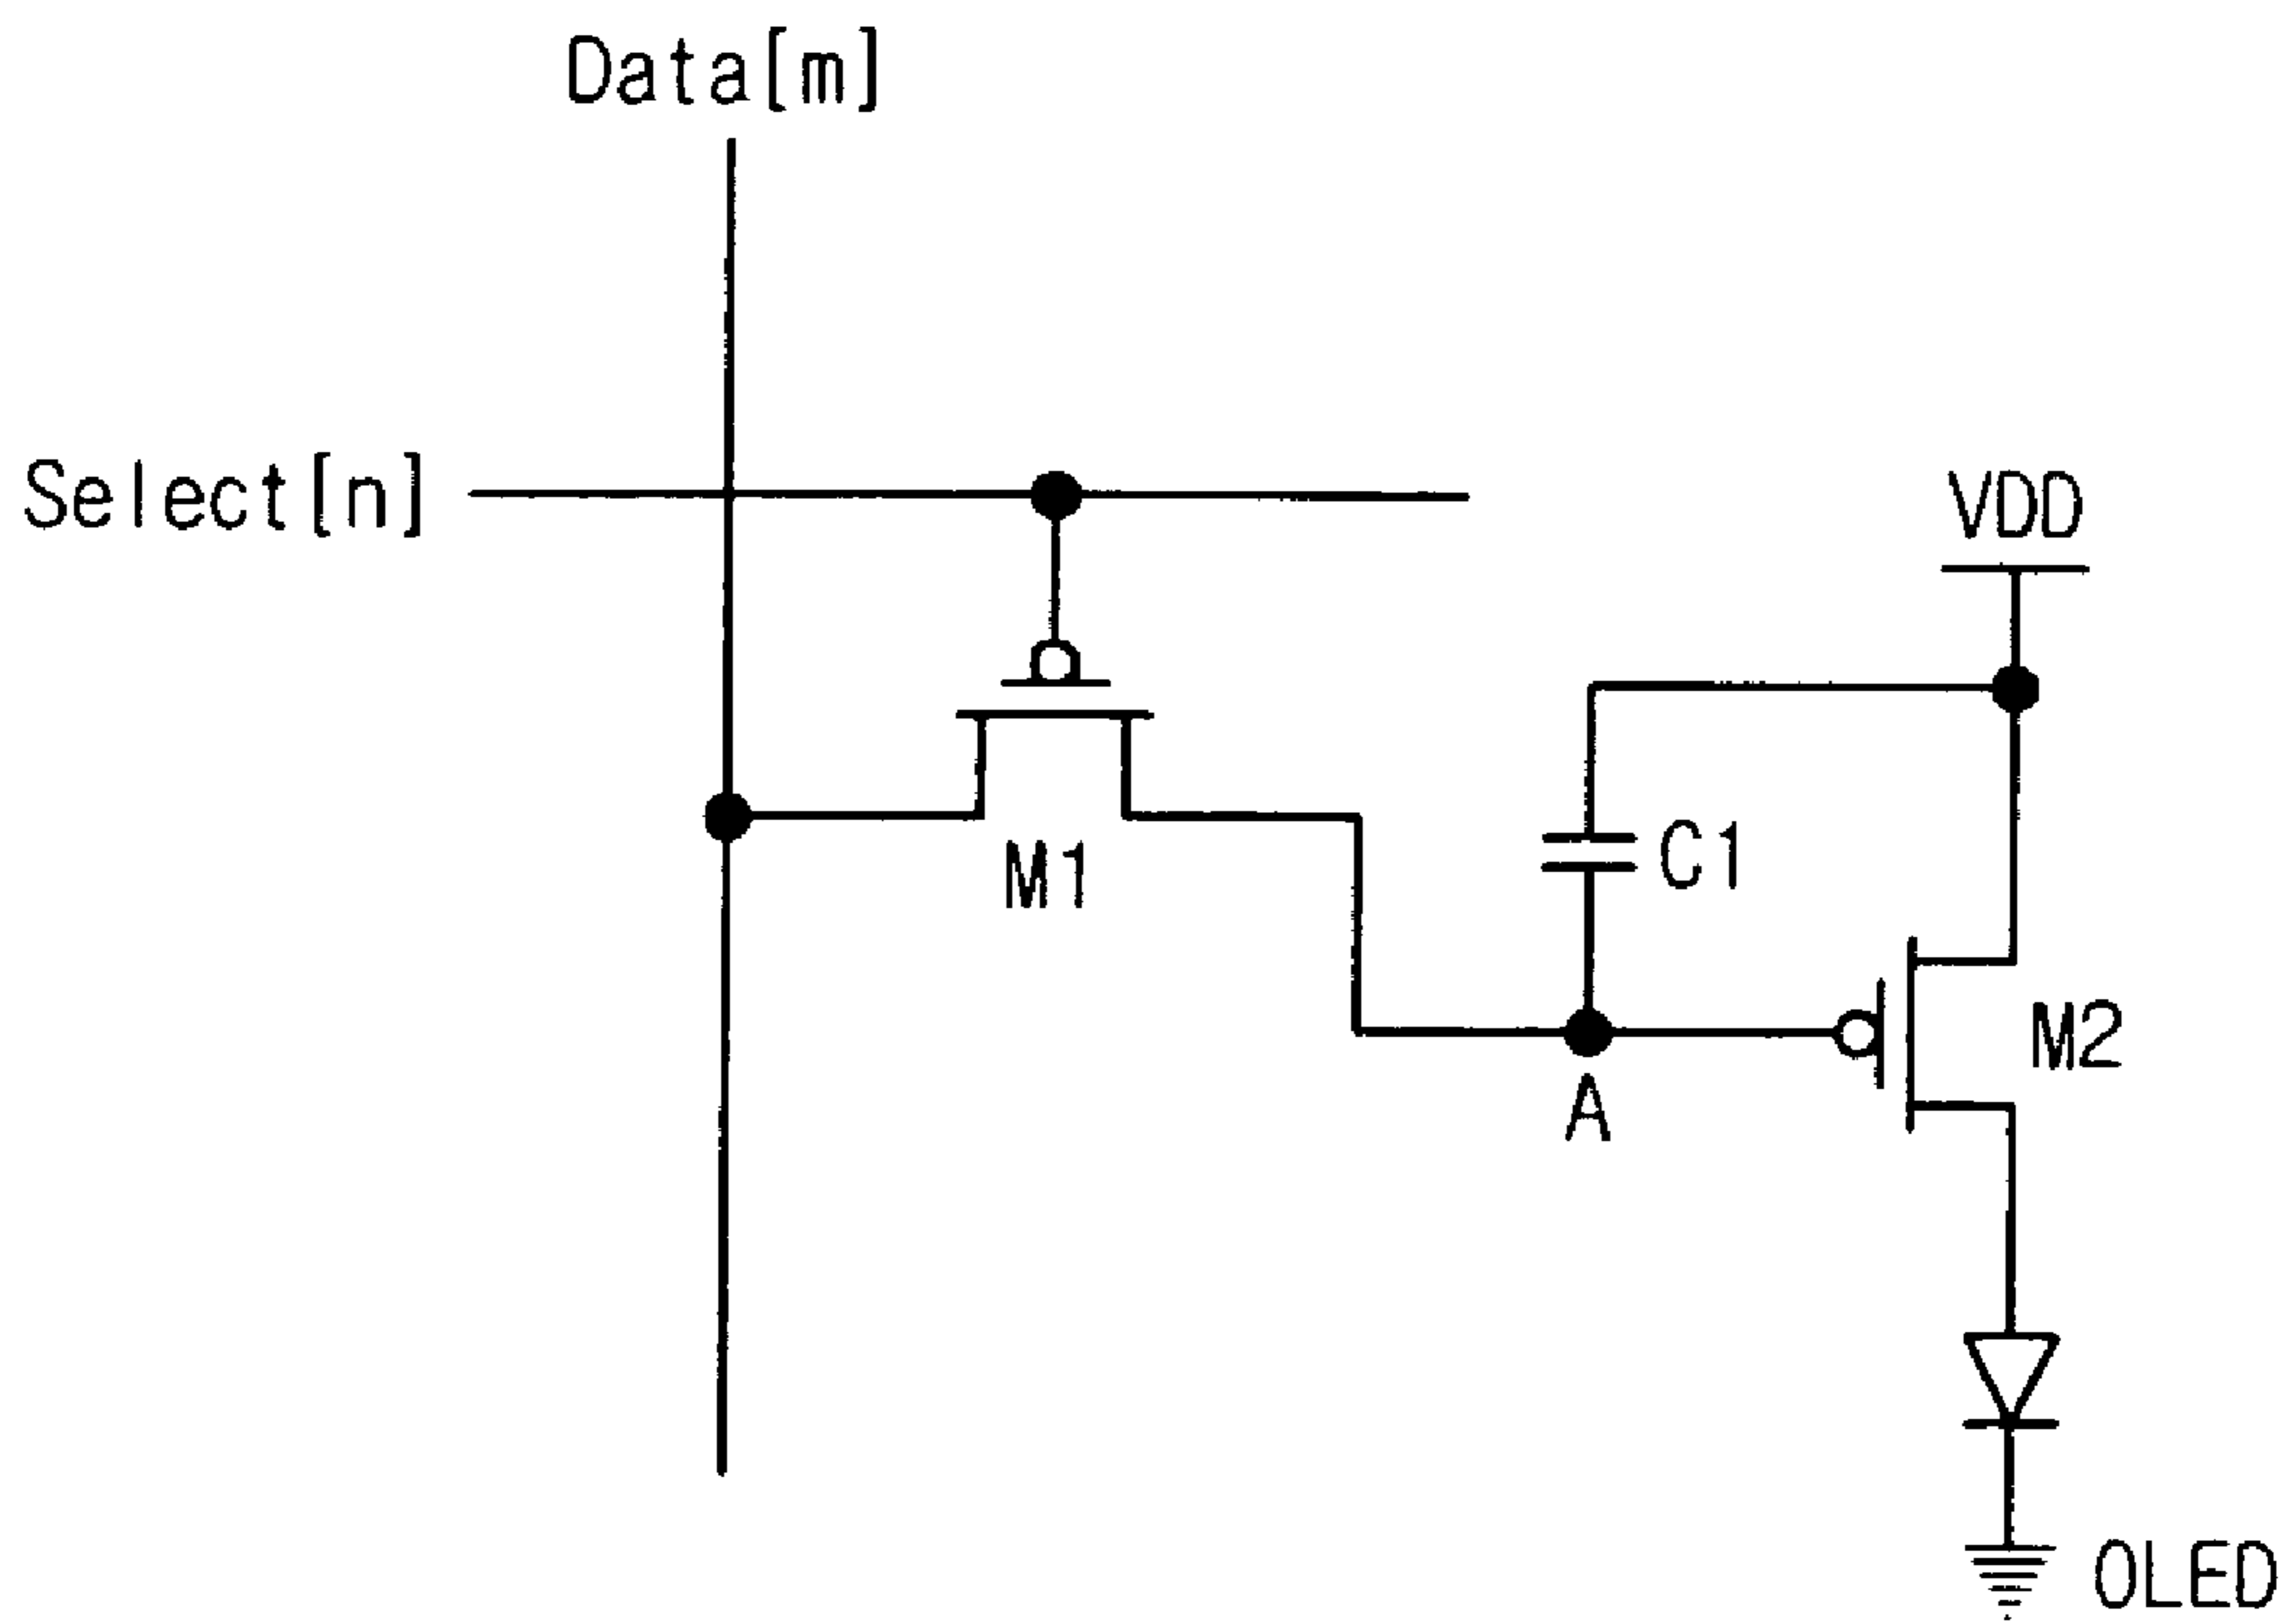 Data[m]
Select[n]
VDD
C1
M1
M2
A
OLED